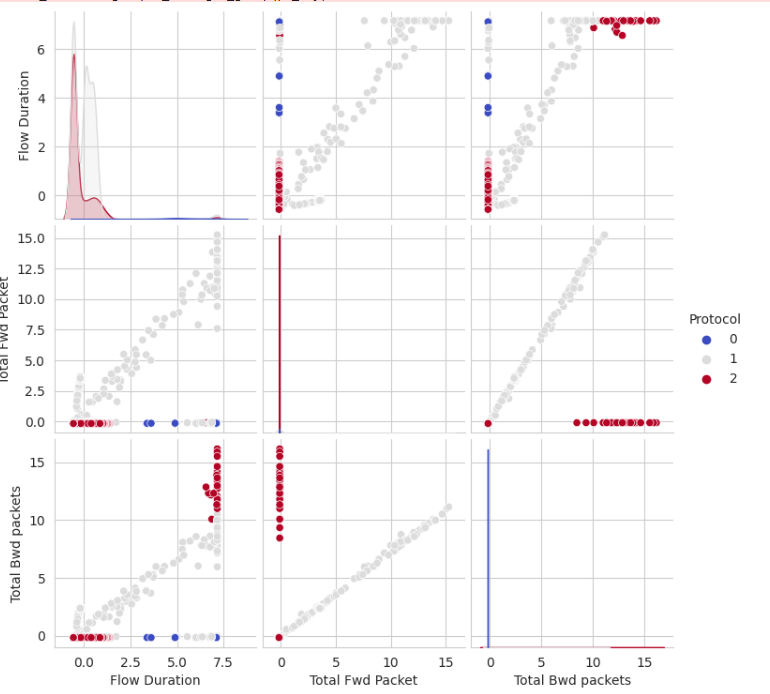 6
4
2
0
Flow Duration
15.0
12.5
10.0
7.5
5.0
2.5
0.0
Total Fwd Packet
Protocol
0
1
2
15
10
5
0
Total Bwd packets
0.0 2.5 5.0 7.5
0 5 10 15
0 5 10 15
Flow Duration
Total Fwd Packet
Total Bwd packets